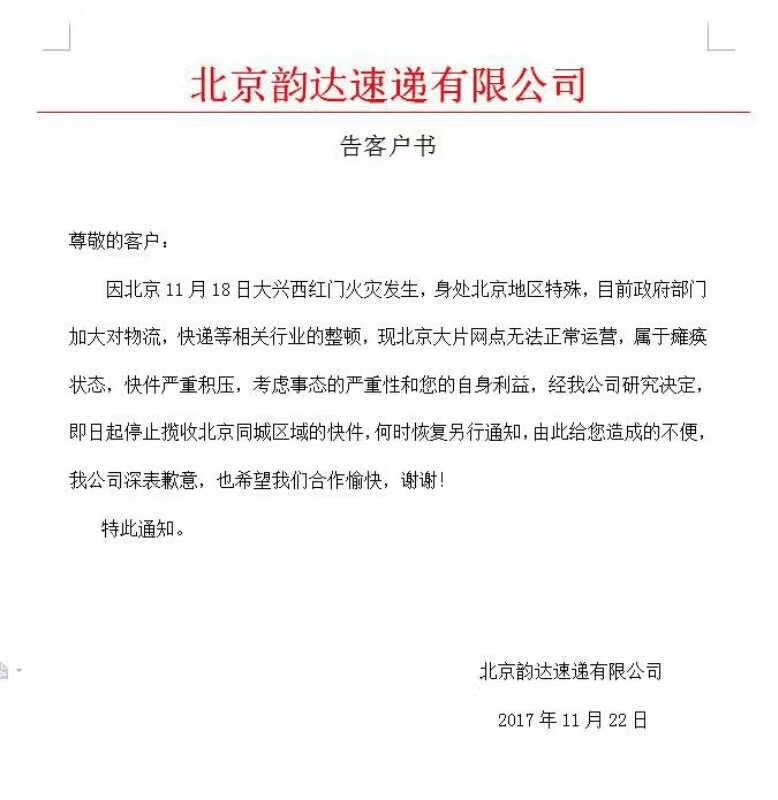 北京韵达速递有限公司
告客户书
尊敬的客户：
因北京 11 月 18 日大兴西红门火灾发生，身处北京地区特殊，目前政府部门
加大对物流，快递等相关行业的整顿，现北京大片网点无法正常运营，属于瘫痪
状态，快件严重积压，考虑事态的严重性和您的自身利益，经我公司研究决定，
即日起停止揽收北京同城区域的快件，何时恢复另行通知，由此给您造成的不便，
我公司深表歉意，也希望我们合作愉快，谢谢！
特此通知。
北京韵达速递有限公司
2017 年 11 月 22 日